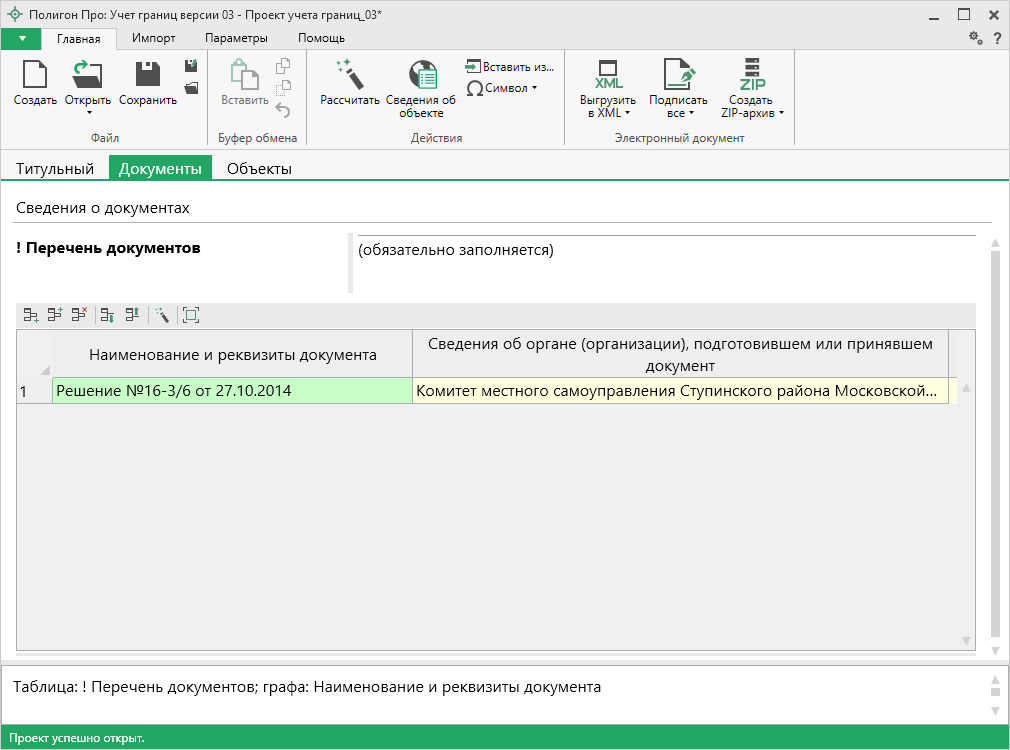 Полигон Про: Учет границ версии 03 - Проект учета границ_03*
Главная Импорт Параметры Помощь
?
Создать Открыть Сохранить
Вставить
Рассчитать Сведения об объекте
Вставить из...
Символ
XML
Выгрузить в XML
Подписать все
ZIP
Создать ZIP-архив
Файл Буфер обмена Действия Электронный документ
Титульный Документы Объекты
Сведения о документах
! Перечень документов
(обязательно заполняется)
Наименование и реквизиты документа
Сведения об органе (организации), подготовившем или принявшем
документ
1 Решение №16-3/6 от 27.10.2014 Комитет местного самоуправления Ступинского района Московской...
Таблица: ! Перечень документов; графа: Наименование и реквизиты документа
Проект успешно открыт.